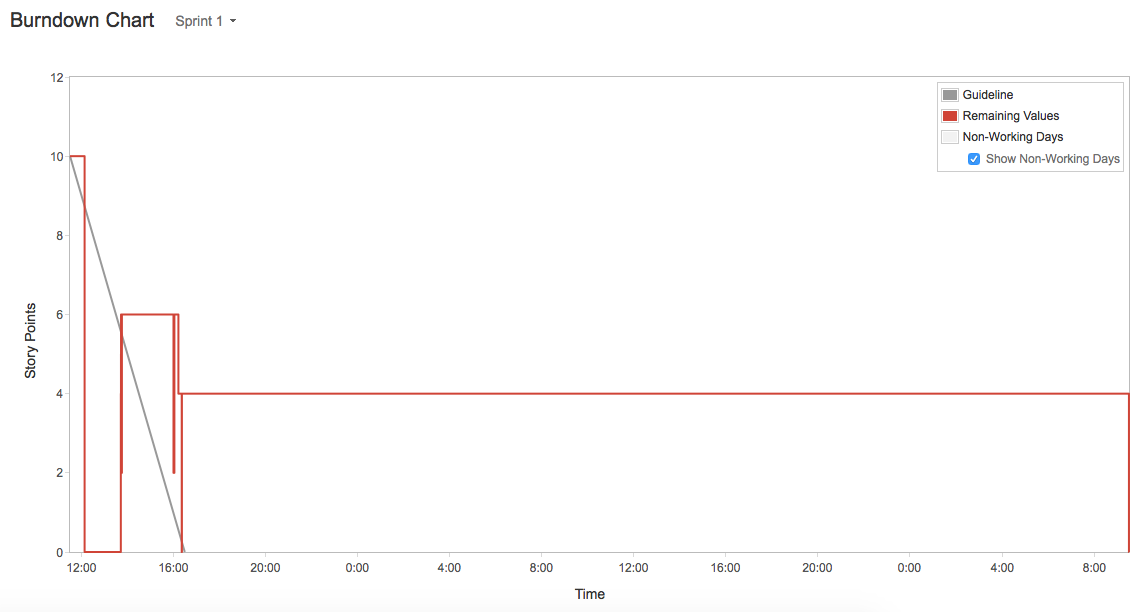 Burndown Chart Sprint 1
12
Guideline
Remaining Values
Non-Working Days
Show Non-Working Days
10
8
6
4
2
0
Story Points
12:00 16:00 20:00 0:00 4:00 8:00 12:00 16:00 20:00 0:00 4:00 8:00
Time